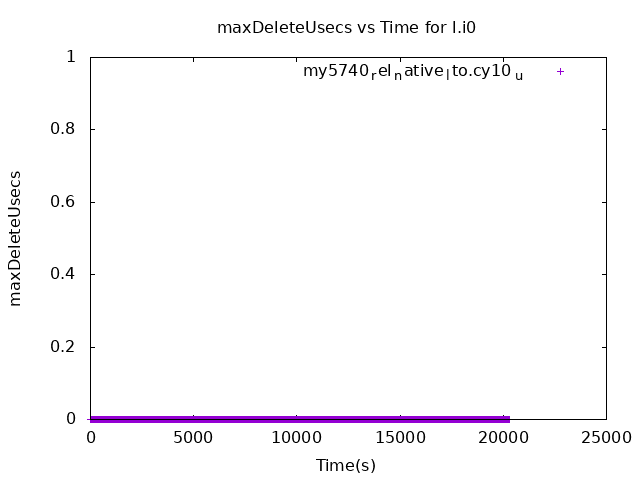 maxDeleteUsecs vs Time for l.i0
my5740relnativelto.cy10u
1
0.8
0.6
0.4
0.2
0
maxDeleteUsecs
0 5000 10000 15000 20000 25000
Time(s)